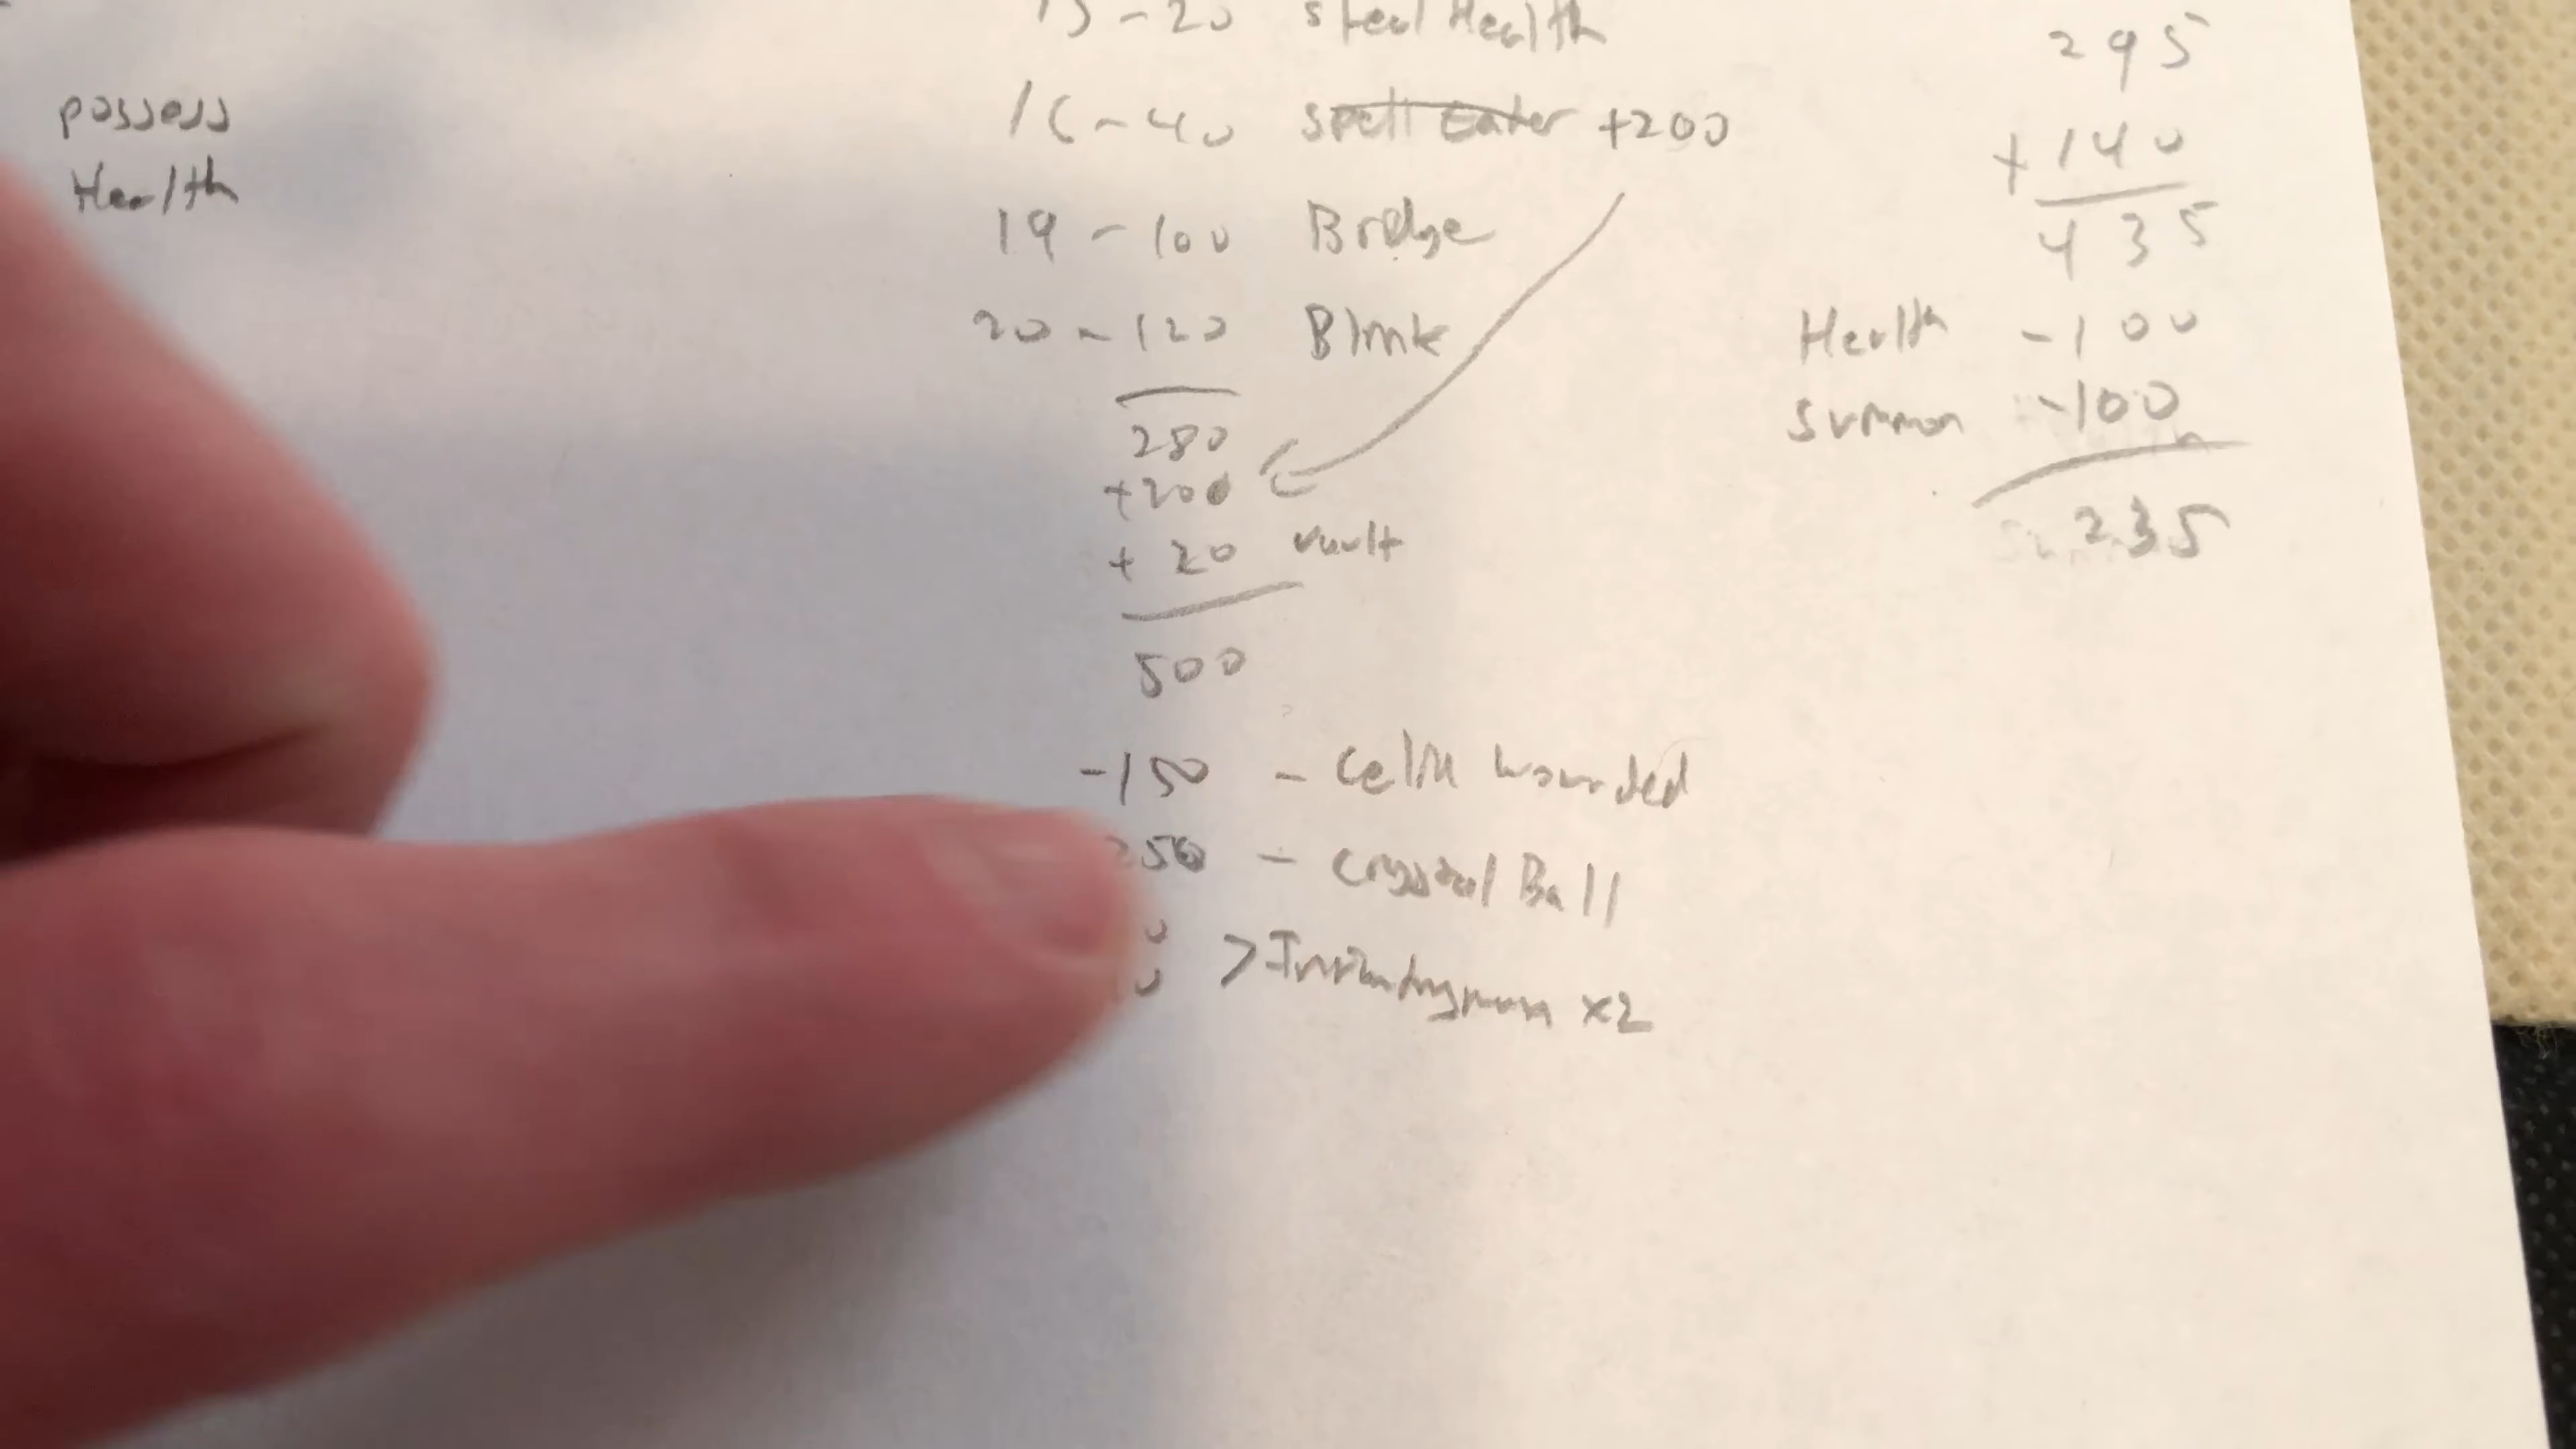 possess
Health
15 - 20 steal Health
16 - 40 spell Eater +200
19 - 100 Bridge
20 - 120 Blink
280
+200
+ 20 vault
500
-150 - wounded
250 - crystal Ball
x2
295
+140
435
Health -100
Summon -100
235